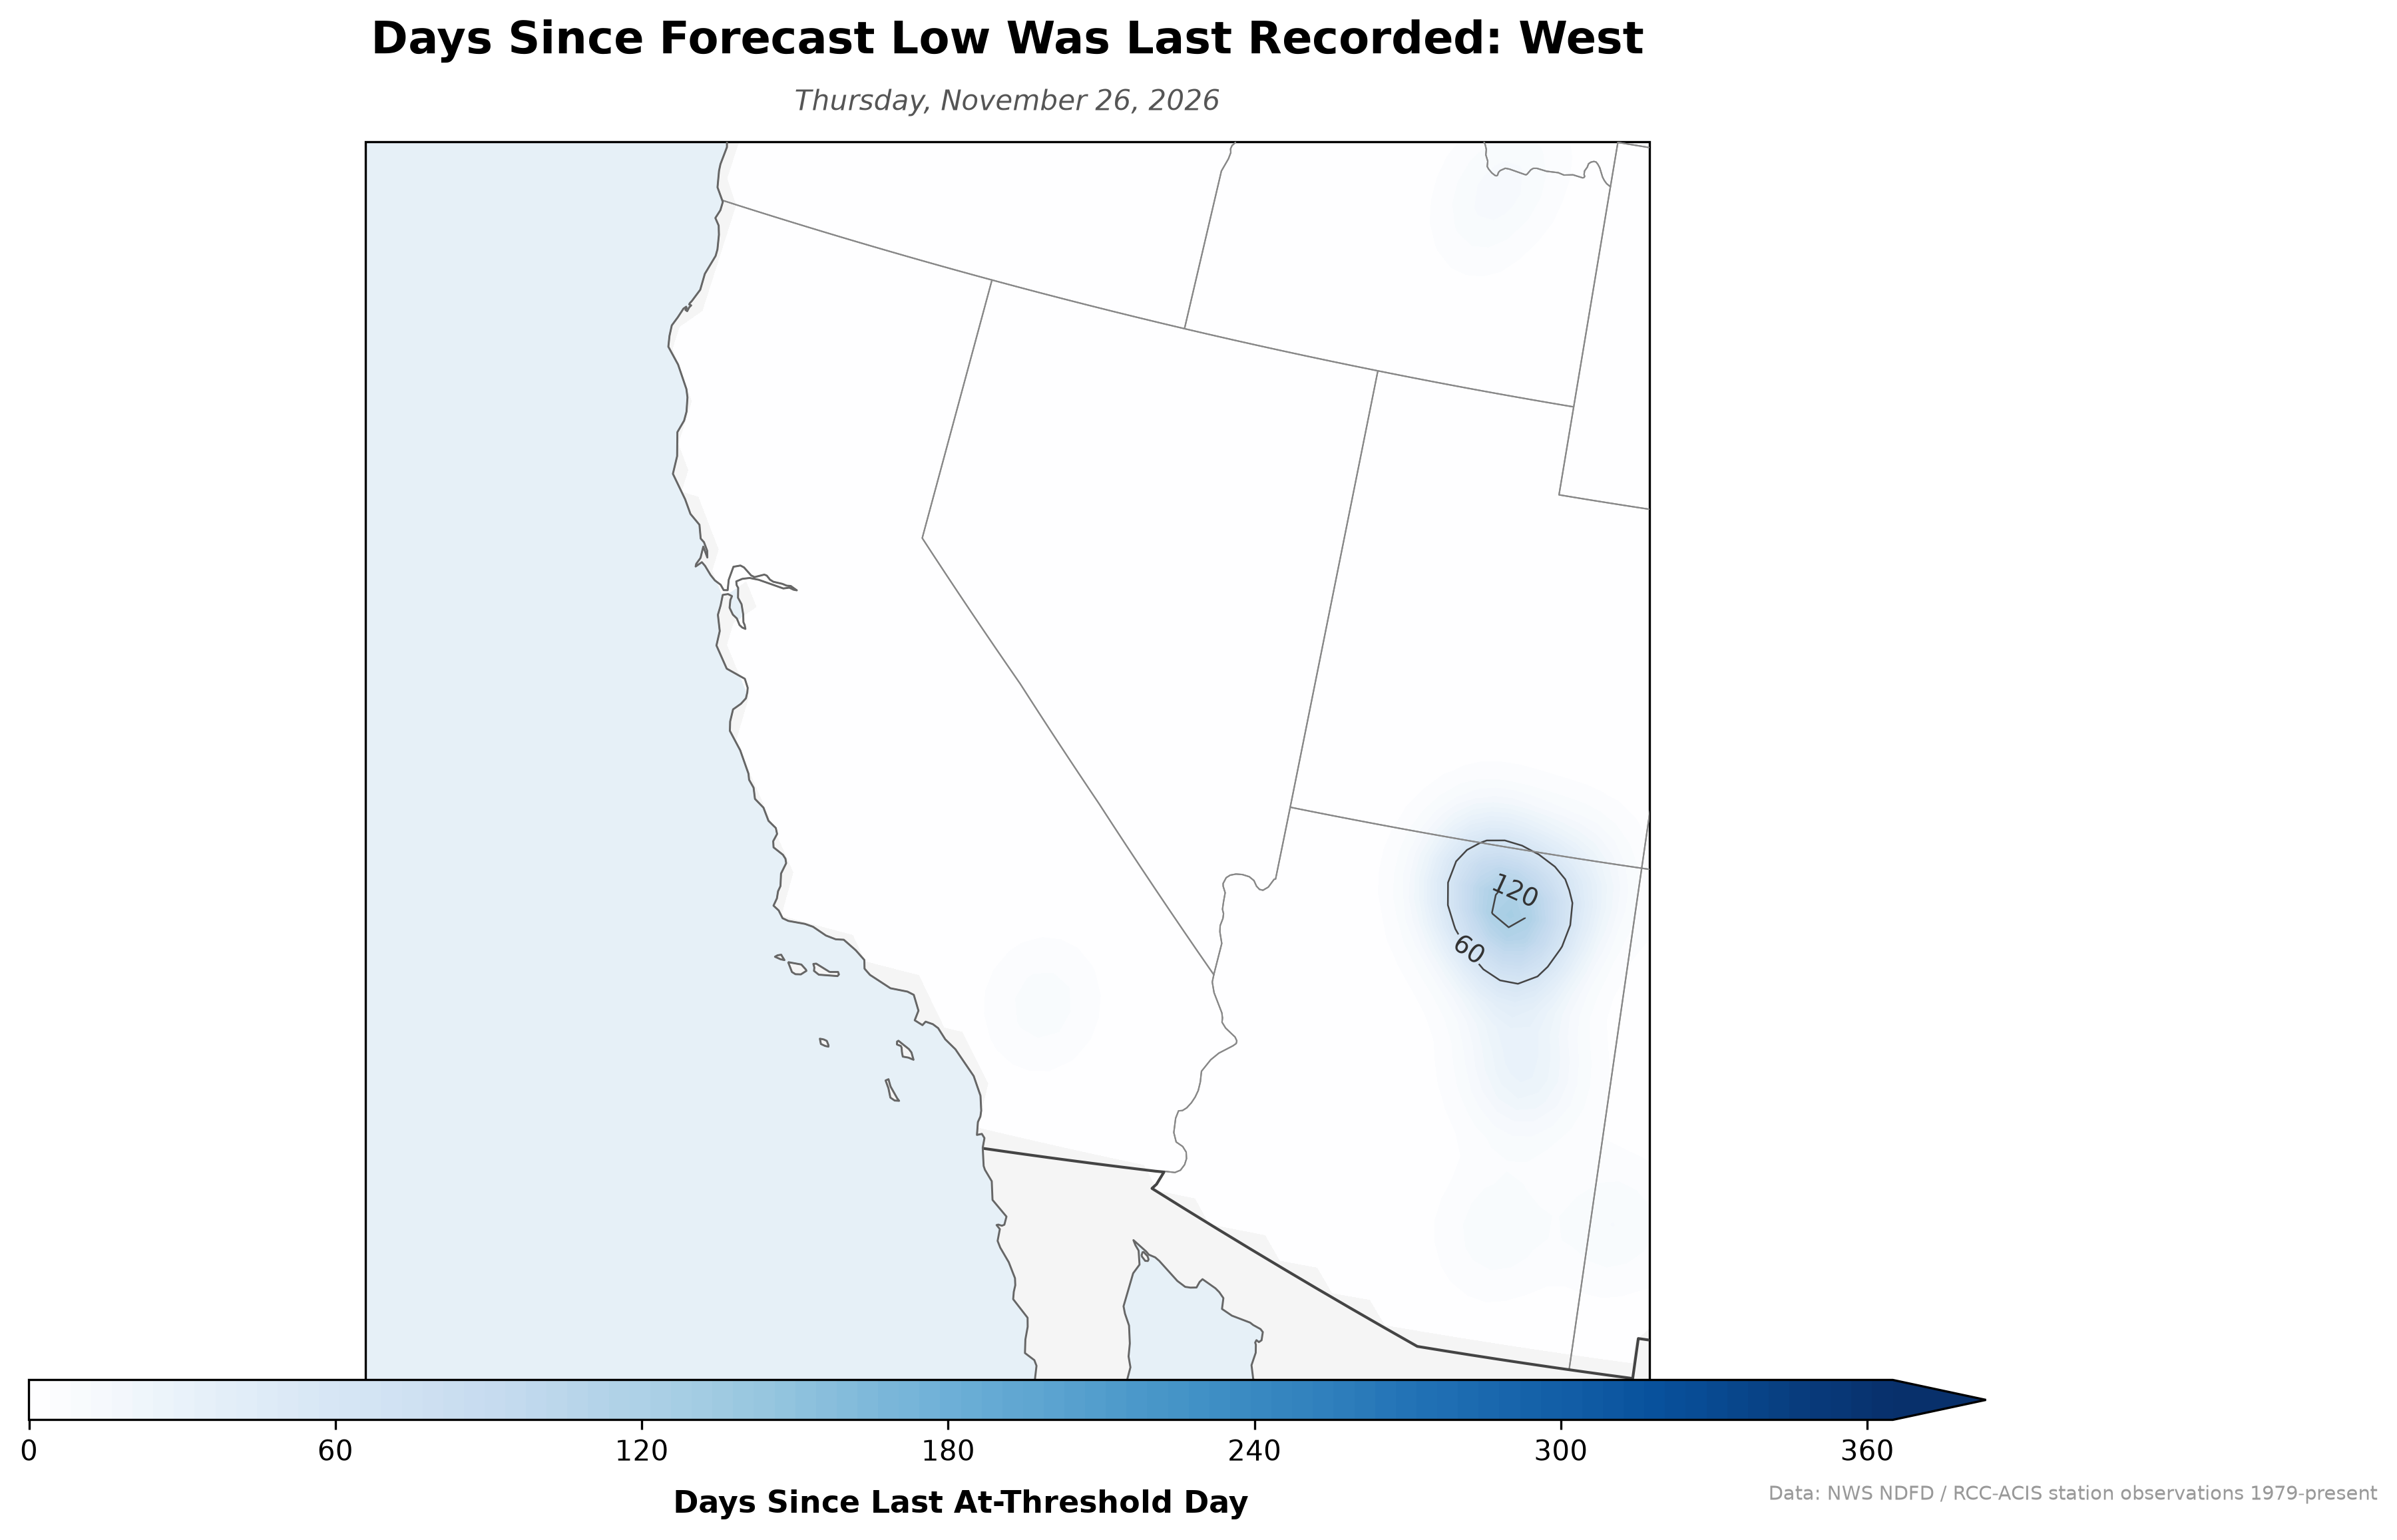 Days Since Forecast Low Was Last Recorded: West
Thursday, November 26, 2026
120
60
0 60 120 180 240 300 360
Days Since Last At-Threshold Day
Data: NWS NDFD / RCC-ACIS station observations 1979-present